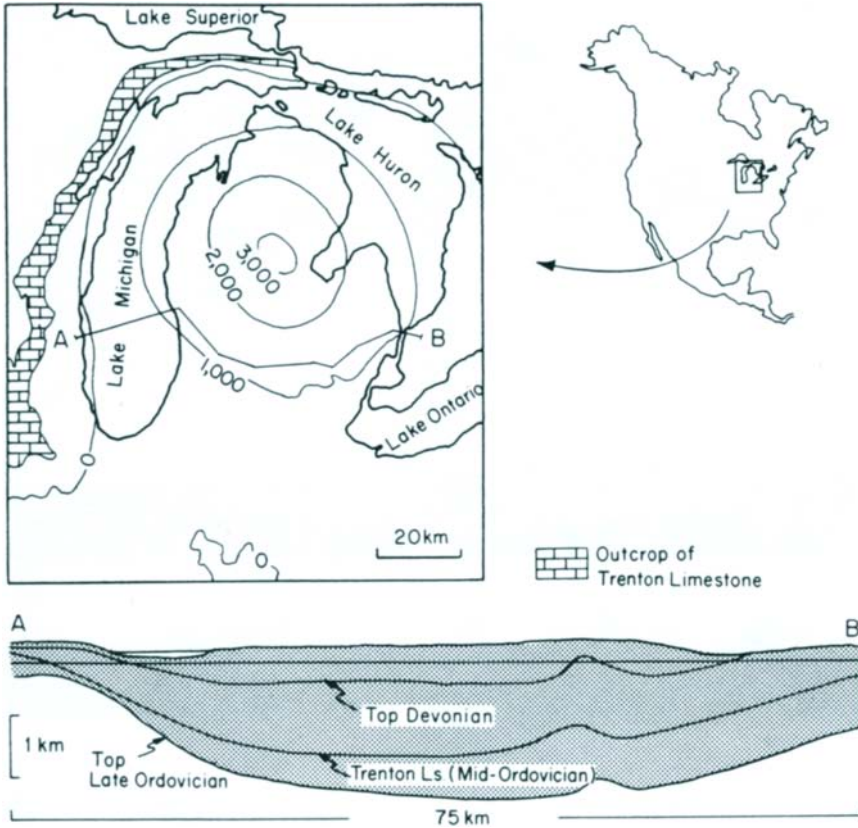 Lake Superior
Lake Huron
Lake Michigan
3,000
2,000
1,000
A
B
Lake Ontario
0
0
20km
Outcrop of
Trenton Limestone
A
B
1 km
Top Devonian
Top
Late Ordovician
Trenton Ls (Mid-Ordovician)
75 km